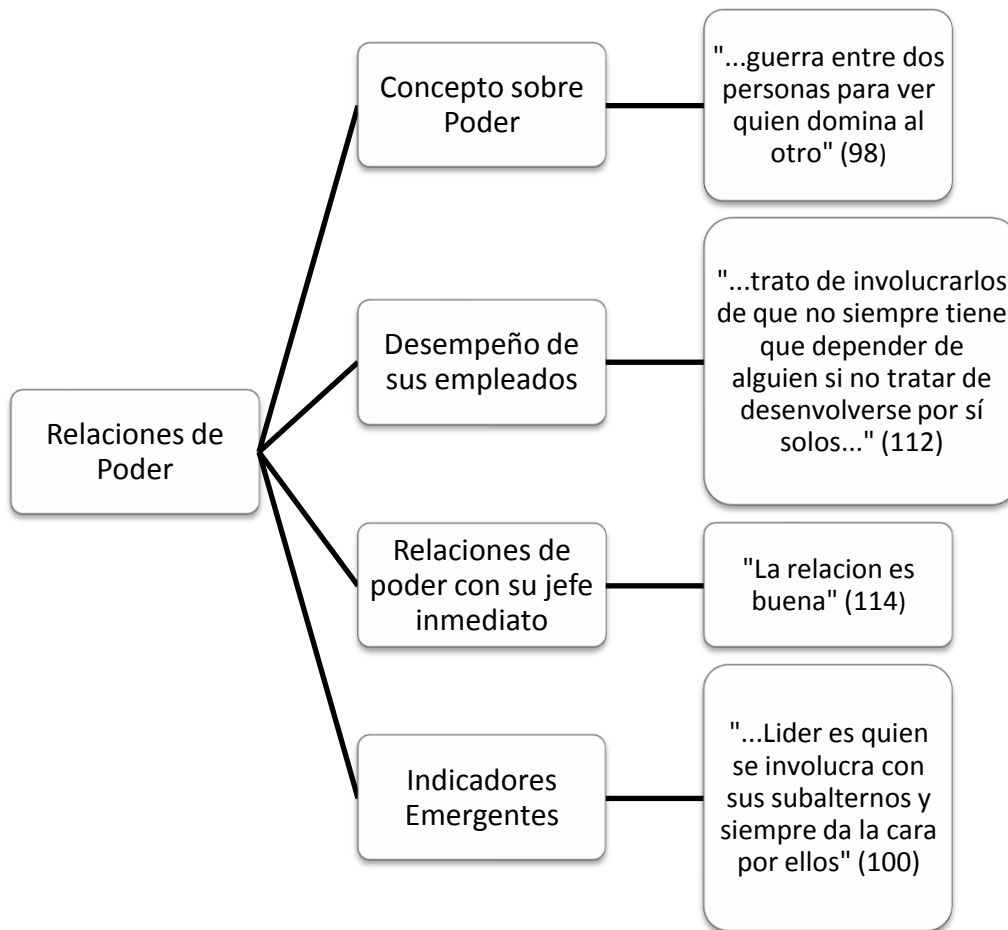 Relaciones de
Poder
Concepto sobre
Poder
"...guerra entre dos
personas para ver
quien domina al
otro" (98)
Desempeño de
sus empleados
"...trato de involucrarlos
de que no siempre tiene
que depender de
alguien si no tratar de
desenvolverse por sí
solos..." (112)
Relaciones de
poder con su jefe
inmediato
"La relacion es
buena" (114)
Indicadores
Emergentes
"...Lider es quien
se involucra con
sus subalternos y
siempre da la cara
por ellos" (100)